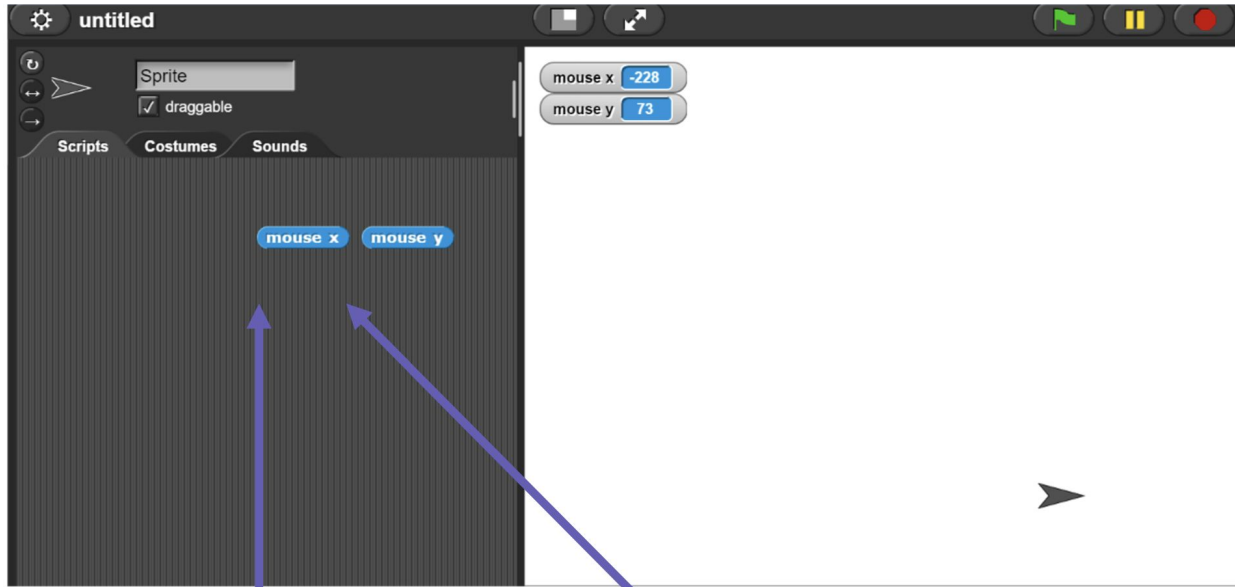 untitled
Sprite
draggable
Scripts Costumes Sounds
mouse x mouse y
mouse x -228
mouse y 73